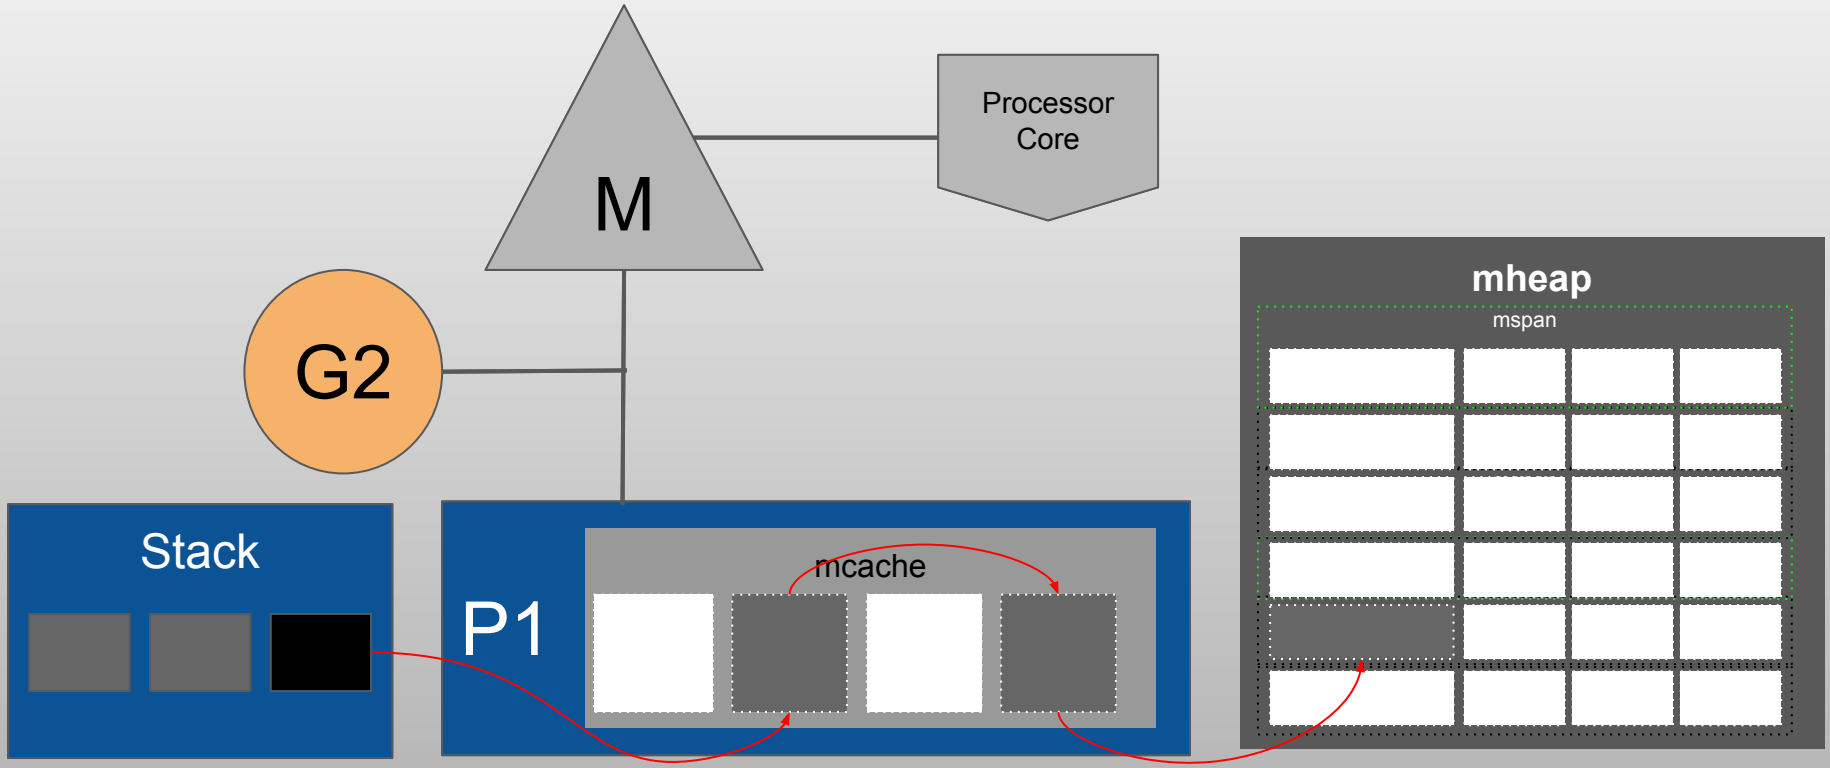 Processor
Core
M
mheap
mspan
G2
Stack
mcache
P1